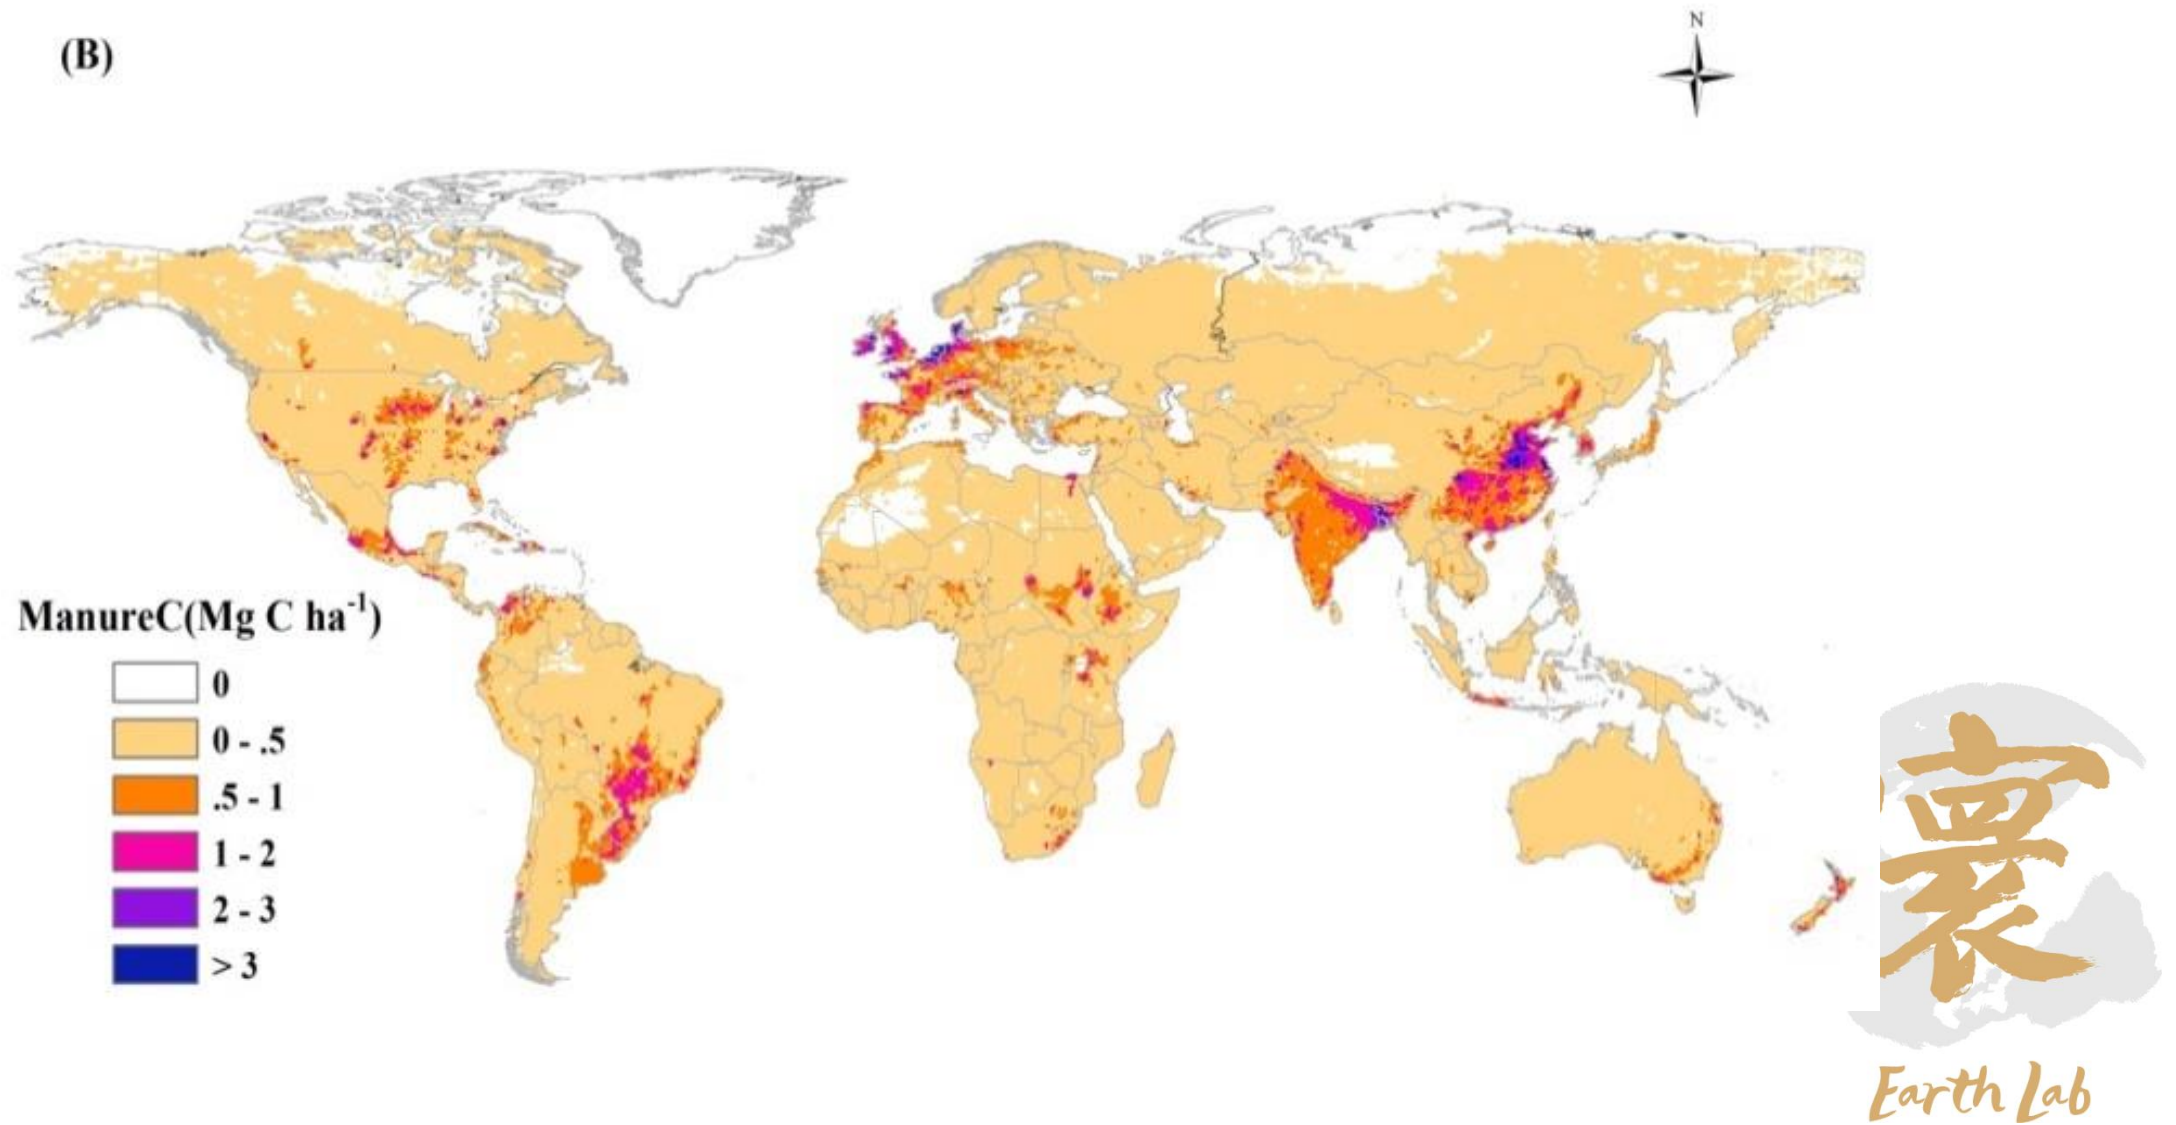 (B)
N
ManureC(Mg C ha⁻¹)
0
0 - .5
.5 - 1
1 - 2
2 - 3
> 3
寰
Earth Lab